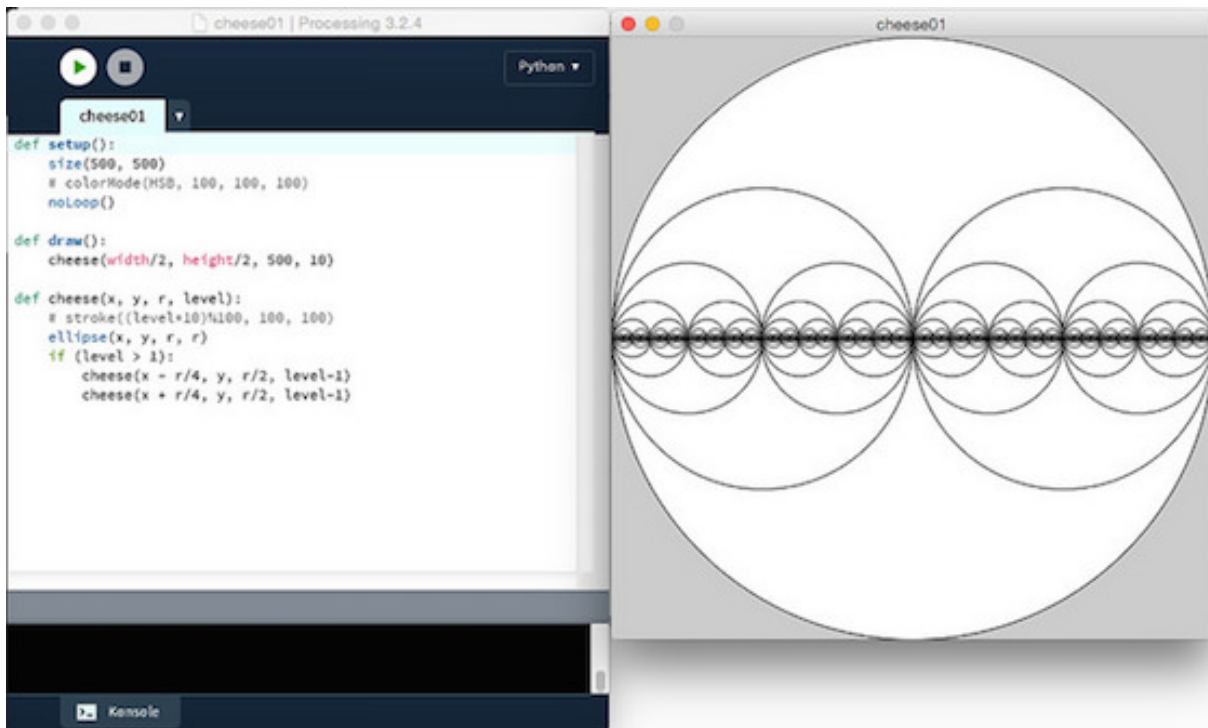 cheese01 | Processing 3.2.4
Python ▾
cheese01 ▾
def setup():
    size(500, 500)
    # colorMode(HSB, 100, 100, 100)
    noLoop()
def draw():
    cheese(width/2, height/2, 500, 10)
def cheese(x, y, r, level):
    # stroke((level*10)%100, 100, 100)
    ellipse(x, y, r, r)
    if (level > 1):
        cheese(x - r/4, y, r/2, level-1)
        cheese(x + r/4, y, r/2, level-1)
Konsole
cheese01